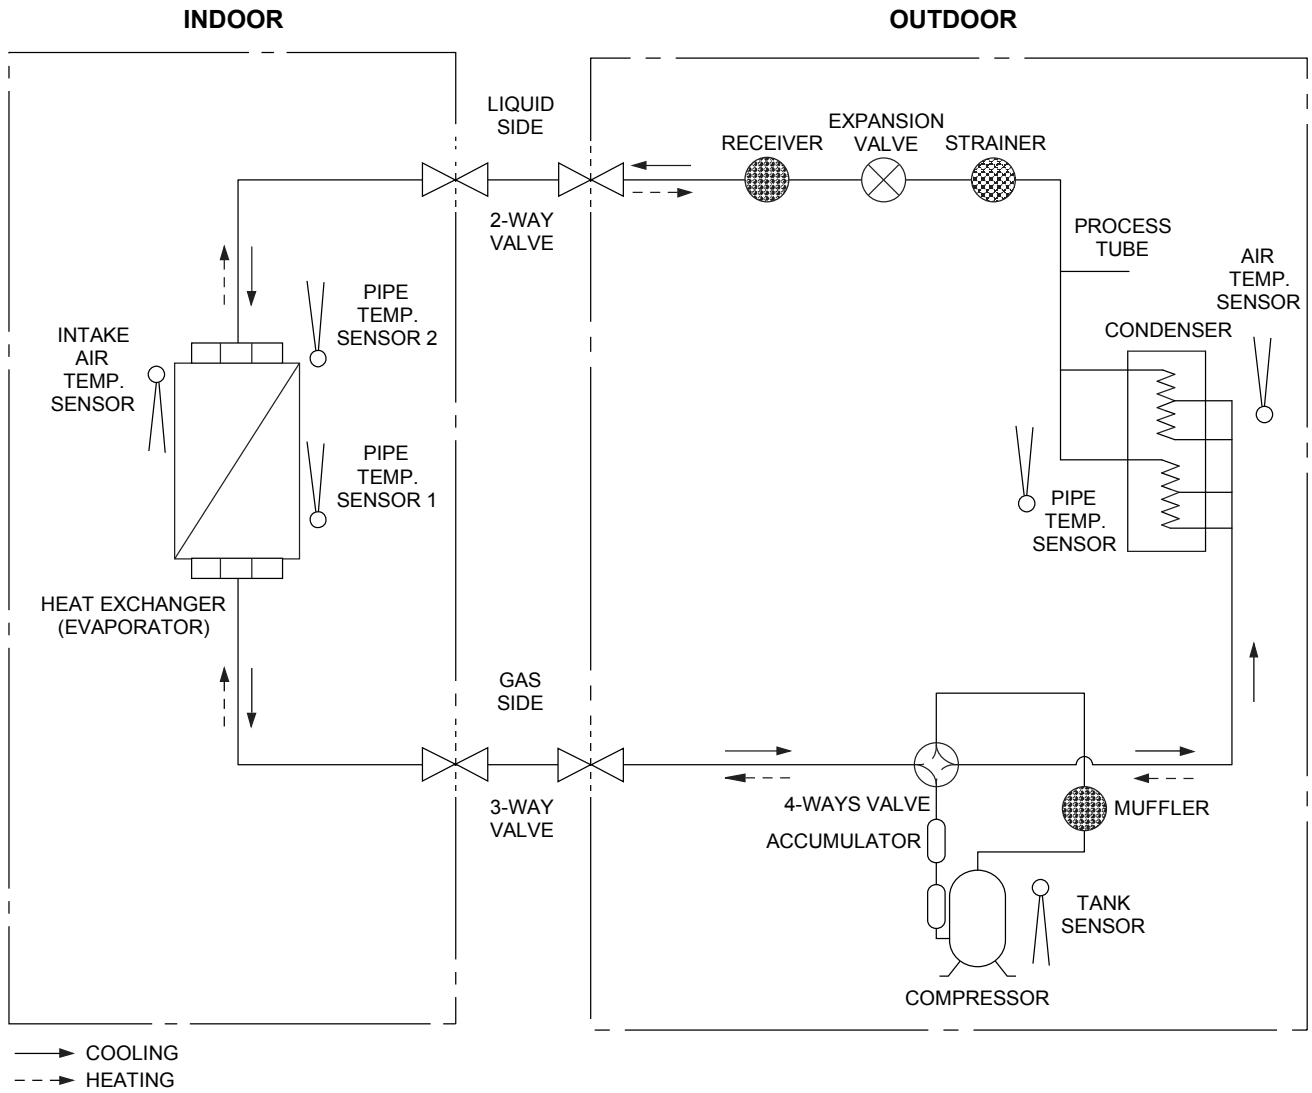 INDOOR
OUTDOOR
LIQUID
SIDE
2-WAY
VALVE
RECEIVER
EXPANSION
VALVE
STRAINER
PROCESS
TUBE
AIR
TEMP.
SENSOR
CONDENSER
PIPE
TEMP.
SENSOR 2
INTAKE
AIR
TEMP.
SENSOR
PIPE
TEMP.
SENSOR 1
PIPE
TEMP.
SENSOR
HEAT EXCHANGER
(EVAPORATOR)
GAS
SIDE
3-WAY
VALVE
4-WAYS VALVE
MUFFLER
ACCUMULATOR
TANK
SENSOR
COMPRESSOR
COOLING
HEATING